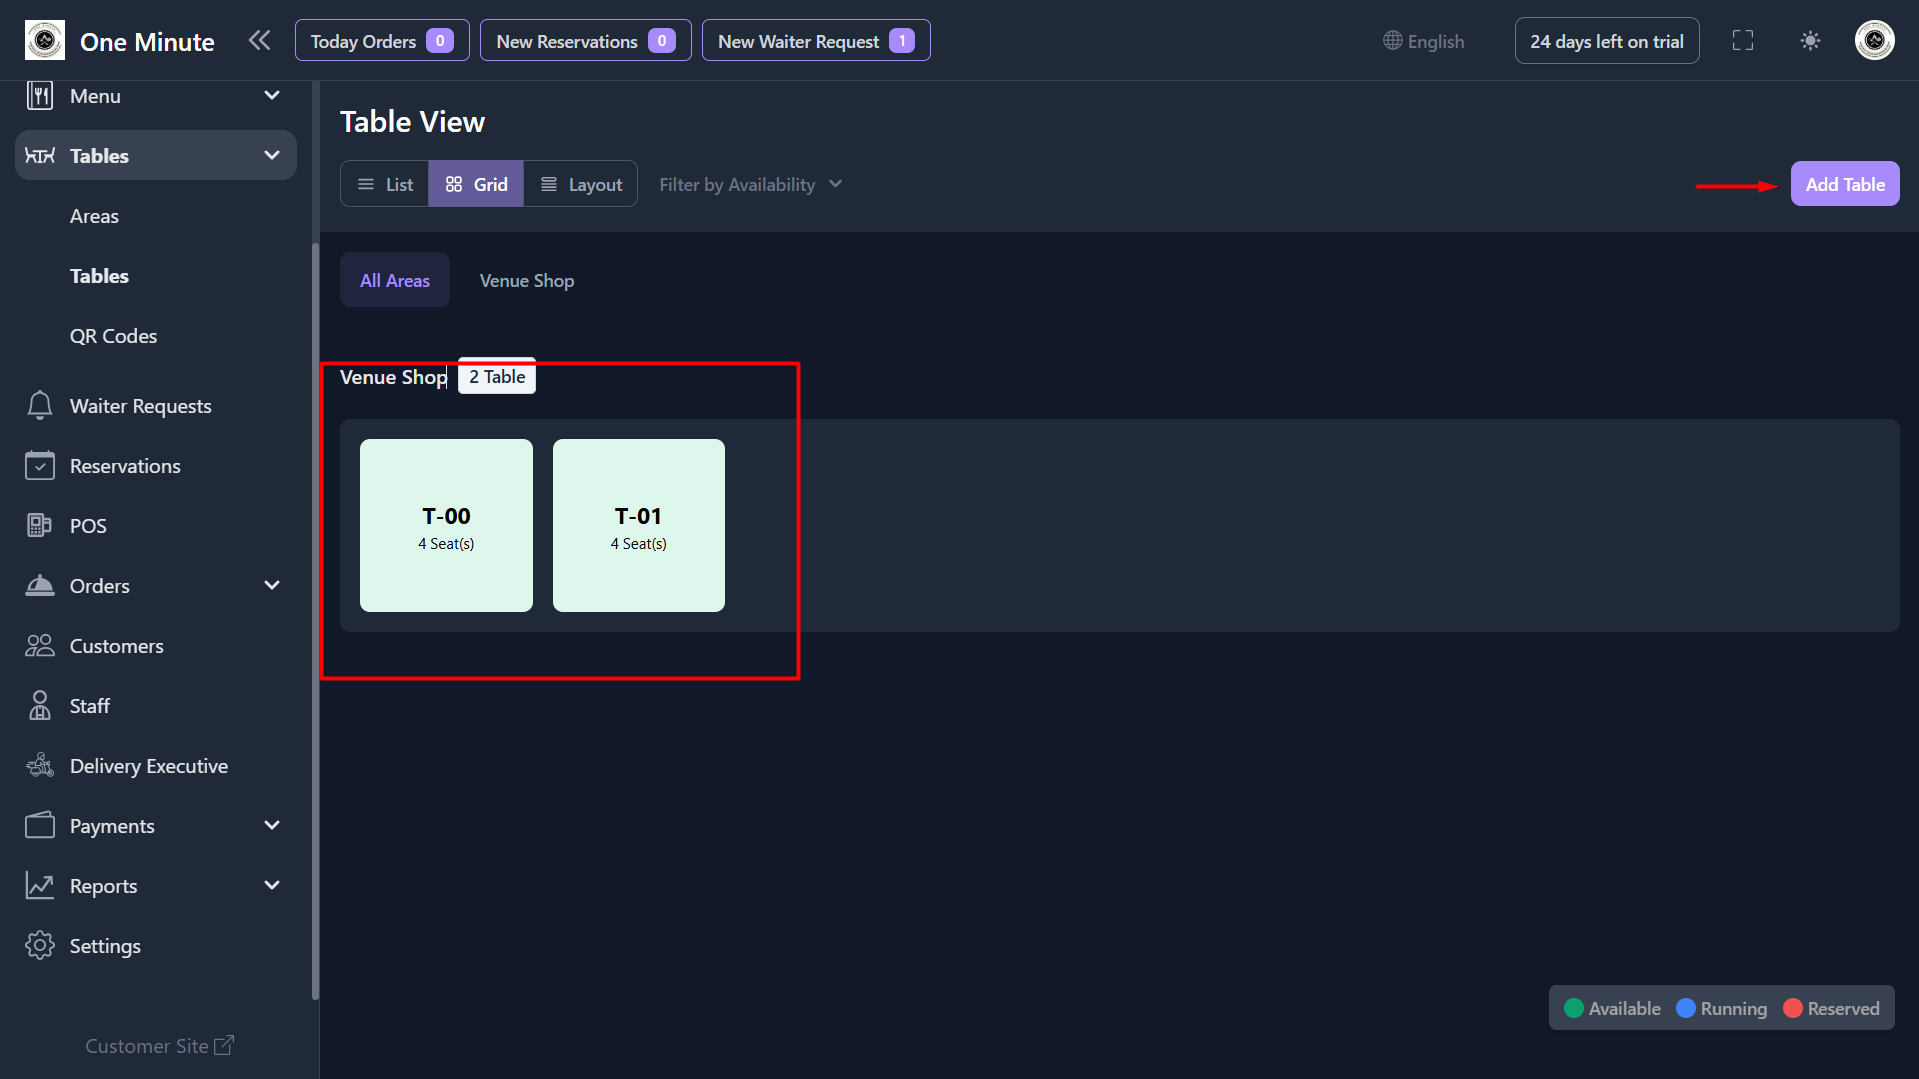 One Minute
Today Orders 0
New Reservations 0
New Waiter Request 1
English
24 days left on trial
Menu
Tables
Areas
Tables
QR Codes
Waiter Requests
Reservations
POS
Orders
Customers
Staff
Delivery Executive
Payments
Reports
Settings
Customer Site
Table View
List
Grid
Layout
Filter by Availability
Add Table
All Areas
Venue Shop
Venue Shop 2 Table
T-00
4 Seat(s)
T-01
4 Seat(s)
Available Running Reserved